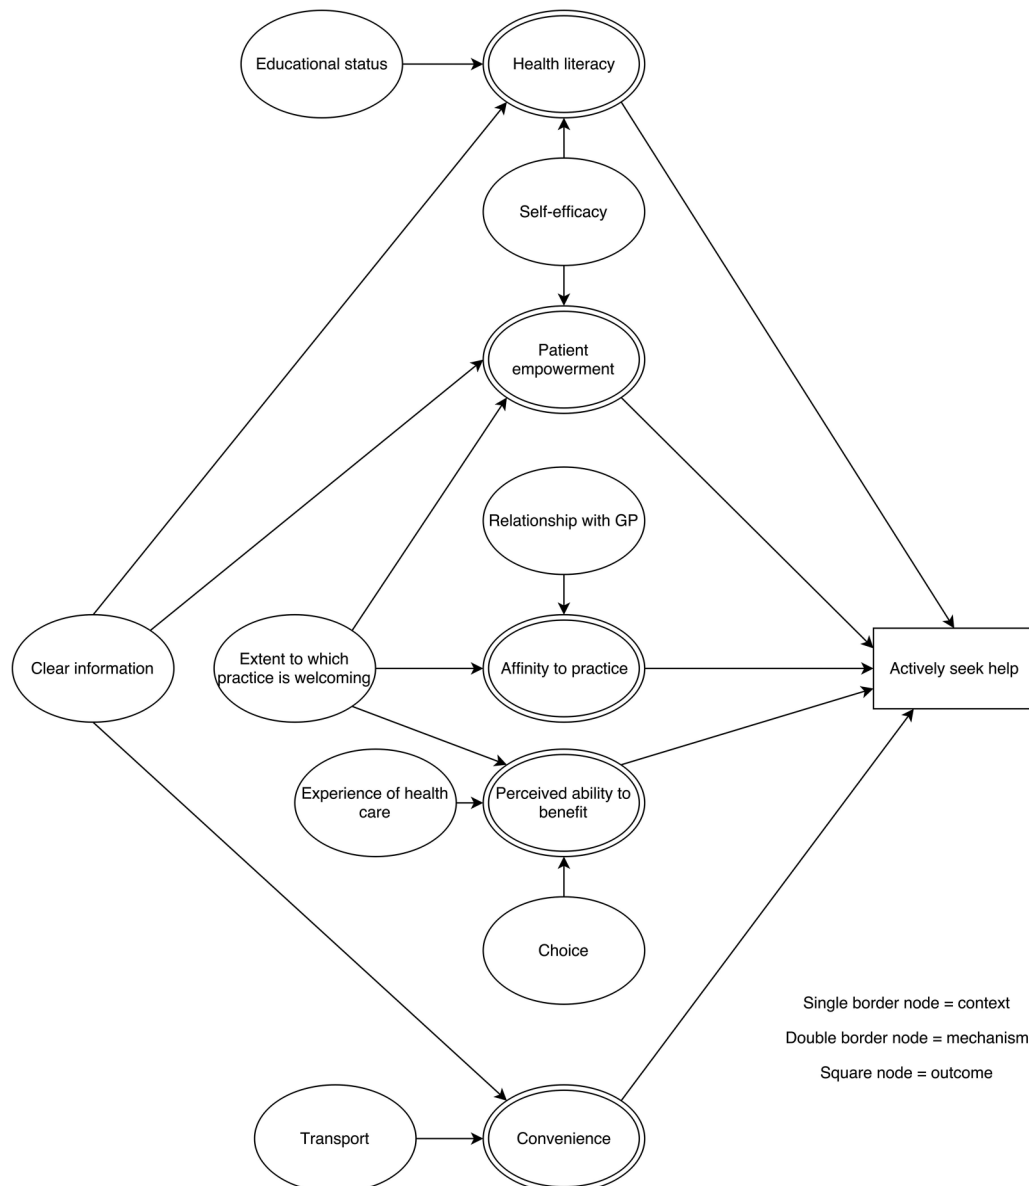 Educational status
Health literacy
Self-efficacy
Patient
empowerment
Relationship with GP
Clear information
Extent to which
practice is welcoming
Affinity to practice
Actively seek help
Experience of health
care
Perceived ability to
benefit
Choice
Single border node = context
Double border node = mechanism
Square node = outcome
Transport
Convenience